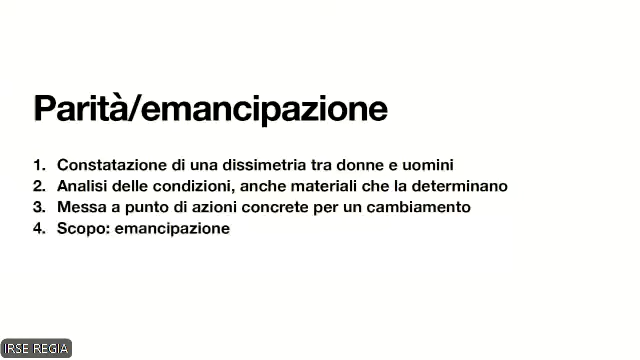 Parità/emancipazione
1. Constatazione di una dissimetria tra donne e uomini
2. Analisi delle condizioni, anche materiali che la determinano
3. Messa a punto di azioni concrete per un cambiamento
4. Scopo: emancipazione
IRSE REGIA